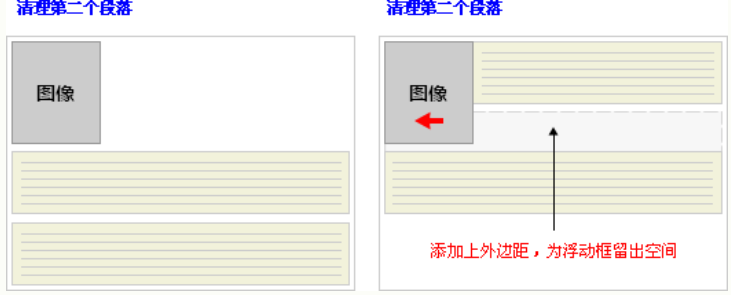 清理第二个段落
清理第二个段落
图像
图像
添加上外边距，为浮动框留出空间